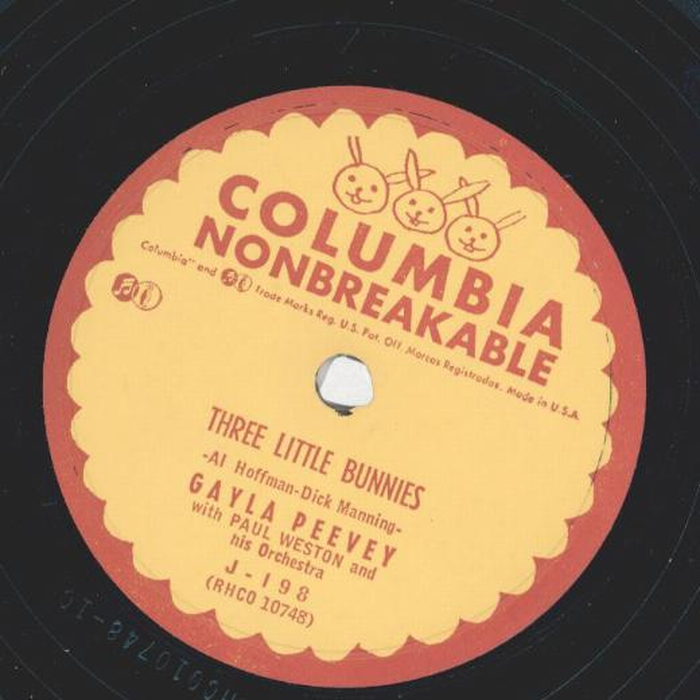 COLUMBIA
NONBREAKABLE
"Columbia" and Trade Marks Reg. U.S. Pat. Off. Marcas Registradas. Made in U.S.A.
THREE LITTLE BUNNIES
-Al Hoffman-Dick Manning-
GAYLA PEEVEY
with PAUL WESTON and
his Orchestra
J-198
(RHCO 10748)